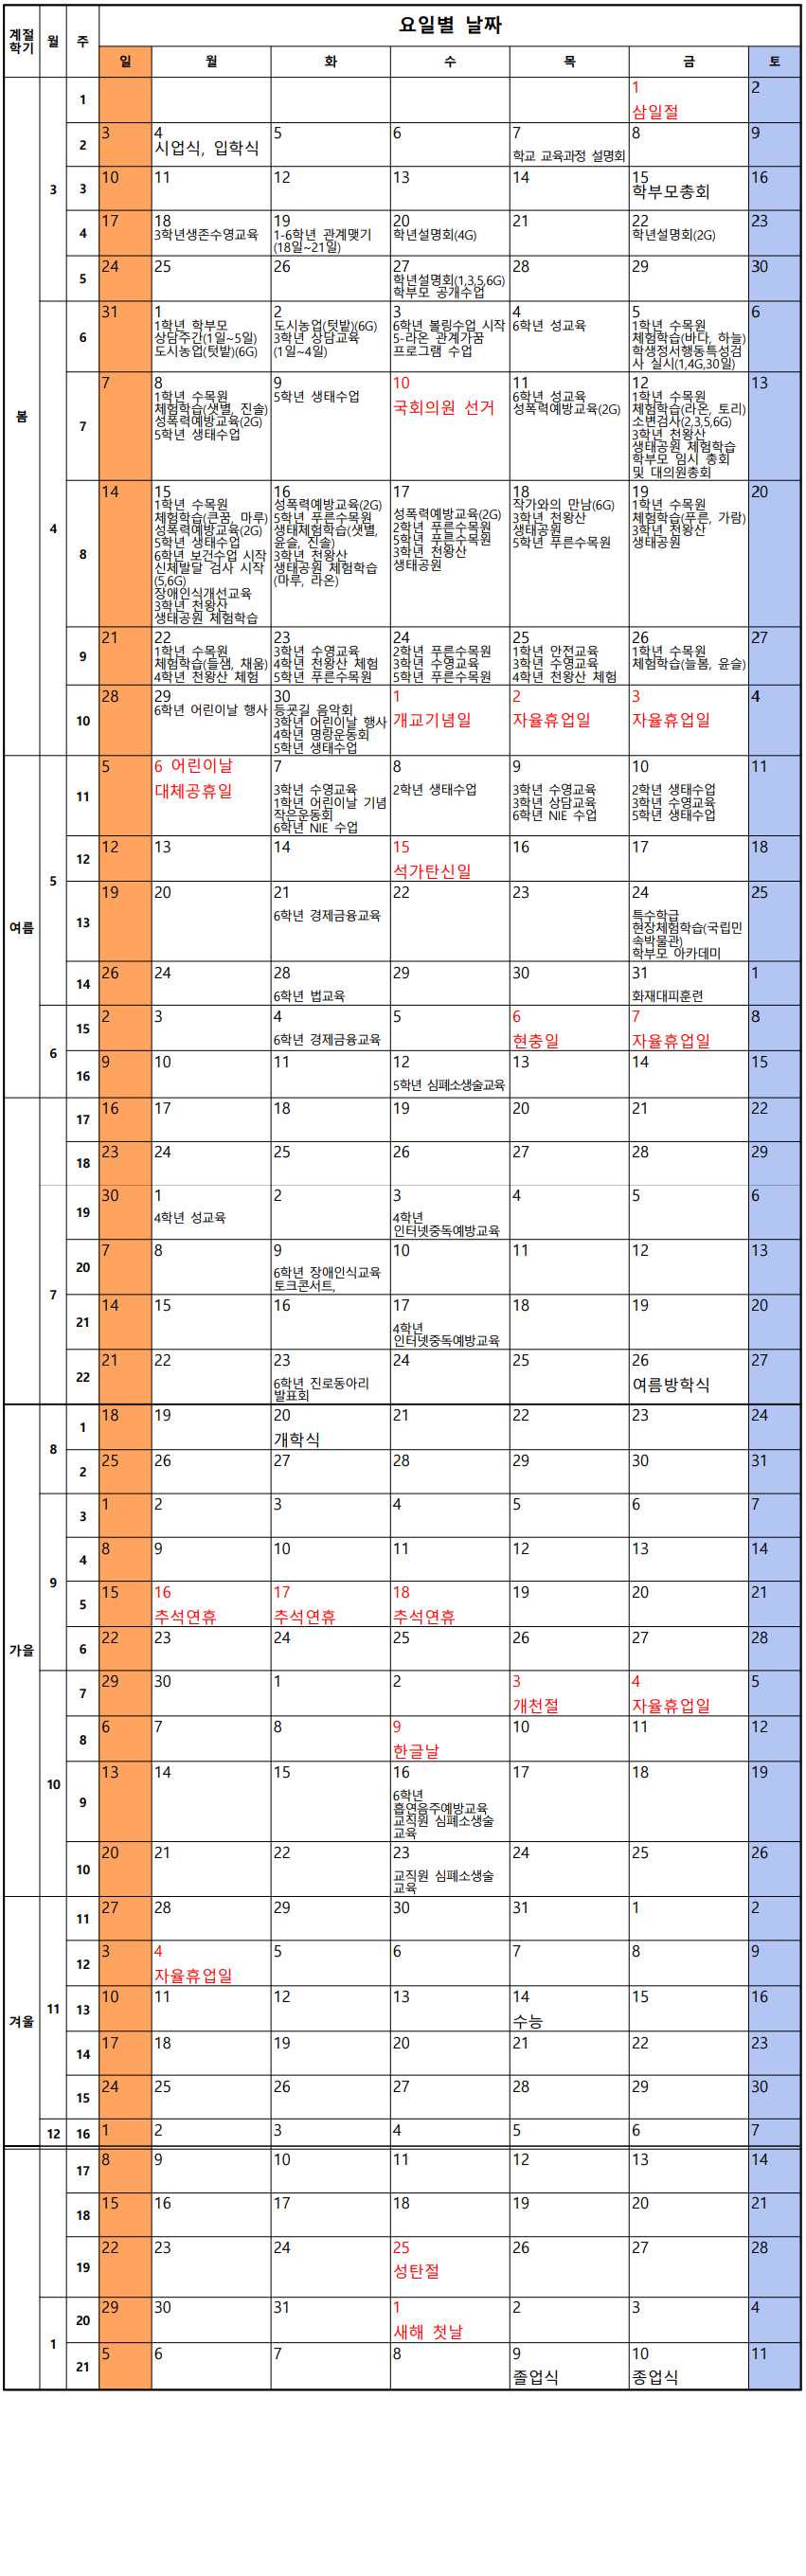 요일별 날짜
계절
학기
월
주
일 월 화 수 목 금 토
봄
3
1
1
삼일절
2
2
3
4
시업식, 입학식
5
6
7
학교 교육과정 설명회
8
9
3
10
11
12
13
14
15
학부모총회
16
4
17
18
3학년생존수영교육
19
1-6학년 관계맺기
(18일~21일)
20
학년설명회(4G)
21
22
학년설명회(2G)
23
5
24
25
26
27
학년설명회(1,3,5,6G)
학부모 공개수업
28
29
30
4
6
31
1
1학년 학부모
상담주간(1일~5일)
도시농업(텃밭)(6G)
2
도시농업(텃밭)(6G)
3학년 상담교육
(1일~4일)
3
6학년 볼링수업 시작
5-라온 관계가꿈
프로그램 수업
4
6학년 성교육
5
1학년 수목원
체험학습(바다, 하늘)
학생정서행동특성검
사 실시(1,4G,30일)
6
7
7
8
1학년 수목원
체험학습(샛별, 진솔)
성폭력예방교육(2G)
5학년 생태수업
9
5학년 생태수업
10
국회의원 선거
11
6학년 성교육
성폭력예방교육(2G)
12
1학년 수목원
체험학습(라온, 토리)
소변검사(2,3,5,6G)
3학년 천왕산
생태공원 체험학습
학부모 임시 총회
및 대의원총회
13
8
14
15
1학년 수목원
체험학습(큰꿈, 마루)
성폭력예방교육(2G)
5학년 생태수업
6학년 보건수업 시작
신체발달 검사 시작
(5,6G)
장애인식개선교육
3학년 천왕산
생태공원 체험학습
16
성폭력예방교육(2G)
5학년 푸른수목원
생태체험학습(샛별,
윤슬, 진솔)
3학년 천왕산
생태공원 체험학습
(마루, 라온)
17
성폭력예방교육(2G)
2학년 푸른수목원
5학년 푸른수목원
3학년 천왕산
생태공원
18
작가와의 만남(6G)
3학년 천왕산
생태공원
5학년 푸른수목원
19
1학년 수목원
체험학습(푸른, 가람)
3학년 천왕산
생태공원
20
9
21
22
1학년 수목원
체험학습(들샘, 채움)
4학년 천왕산 체험
23
3학년 수영교육
4학년 천왕산 체험
5학년 푸른수목원
24
2학년 푸른수목원
3학년 수영교육
5학년 푸른수목원
25
1학년 안전교육
3학년 수영교육
4학년 천왕산 체험
26
1학년 수목원
체험학습(늘봄, 윤슬)
27
10
28
29
6학년 어린이날 행사
30
등굣길 음악회
3학년 어린이날 행사
4학년 명랑운동회
5학년 생태수업
1
개교기념일
2
자율휴업일
3
자율휴업일
4
여름
5
11
5
6 어린이날
대체공휴일
7
3학년 수영교육
1학년 어린이날 기념
작은운동회
6학년 NIE 수업
8
2학년 생태수업
9
3학년 수영교육
3학년 상담교육
6학년 NIE 수업
10
2학년 생태수업
3학년 수영교육
5학년 생태수업
11
12
12
13
14
15
석가탄신일
16
17
18
13
19
20
21
6학년 경제금융교육
22
23
24
특수학급
현장체험학습(국립민
속박물관)
학부모 아카데미
25
14
26
24
28
6학년 법교육
29
30
31
화재대피훈련
1
6
15
2
3
4
6학년 경제금융교육
5
6
현충일
7
자율휴업일
8
16
9
10
11
12
5학년 심폐소생술교육
13
14
15
17
16
17
18
19
20
21
22
18
23
24
25
26
27
28
29
7
19
30
1
4학년 성교육
2
3
4학년
인터넷중독예방교육
4
5
6
20
7
8
9
6학년 장애인식교육
토크콘서트,
10
11
12
13
21
14
15
16
17
4학년
인터넷중독예방교육
18
19
20
22
21
22
23
6학년 진로동아리
발표회
24
25
26
여름방학식
27
가을
8
1
18
19
20
개학식
21
22
23
24
2
25
26
27
28
29
30
31
9
3
1
2
3
4
5
6
7
4
8
9
10
11
12
13
14
5
15
16
추석연휴
17
추석연휴
18
추석연휴
19
20
21
6
22
23
24
25
26
27
28
10
7
29
30
1
2
3
개천절
4
자율휴업일
5
8
6
7
8
9
한글날
10
11
12
9
13
14
15
16
6학년
흡연음주예방교육
교직원 심폐소생술
교육
17
18
19
10
20
21
22
23
교직원 심폐소생술
교육
24
25
26
겨울
11
11
27
28
29
30
31
1
2
12
3
4
자율휴업일
5
6
7
8
9
13
10
11
12
13
14
수능
15
16
14
17
18
19
20
21
22
23
15
24
25
26
27
28
29
30
12
16
1
2
3
4
5
6
7
17
8
9
10
11
12
13
14
18
15
16
17
18
19
20
21
19
22
23
24
25
성탄절
26
27
28
1
20
29
30
31
1
새해 첫날
2
3
4
21
5
6
7
8
9
졸업식
10
종업식
11